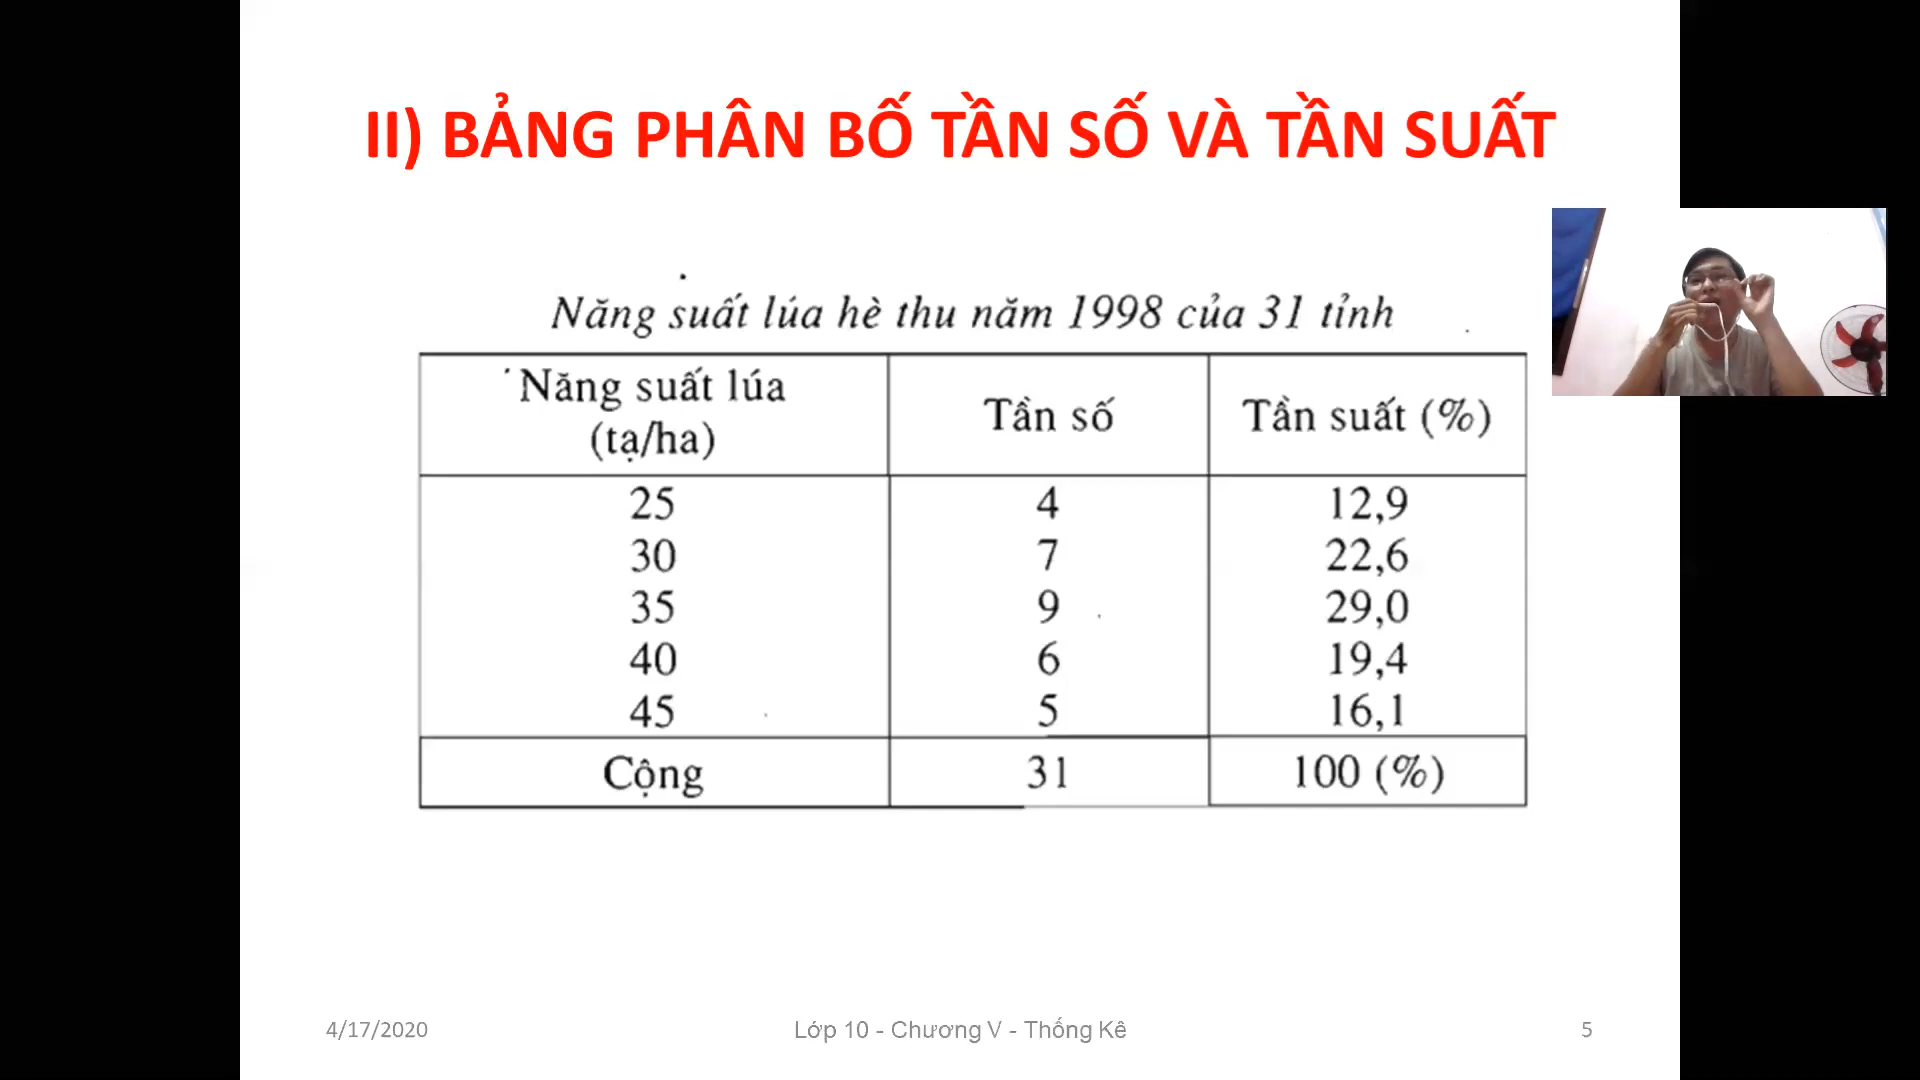 II) BẢNG PHÂN BỐ TẦN SỐ VÀ TẦN SUẤT
Năng suất lúa hè thu năm 1998 của 31 tỉnh
Năng suất lúa (tạ/ha) Tần số Tần suất (%)
25 4 12,9
30 7 22,6
35 9 29,0
40 6 19,4
45 5 16,1
Cộng 31 100 (%)
4/17/2020 Lớp 10 - Chương V - Thống Kê 5